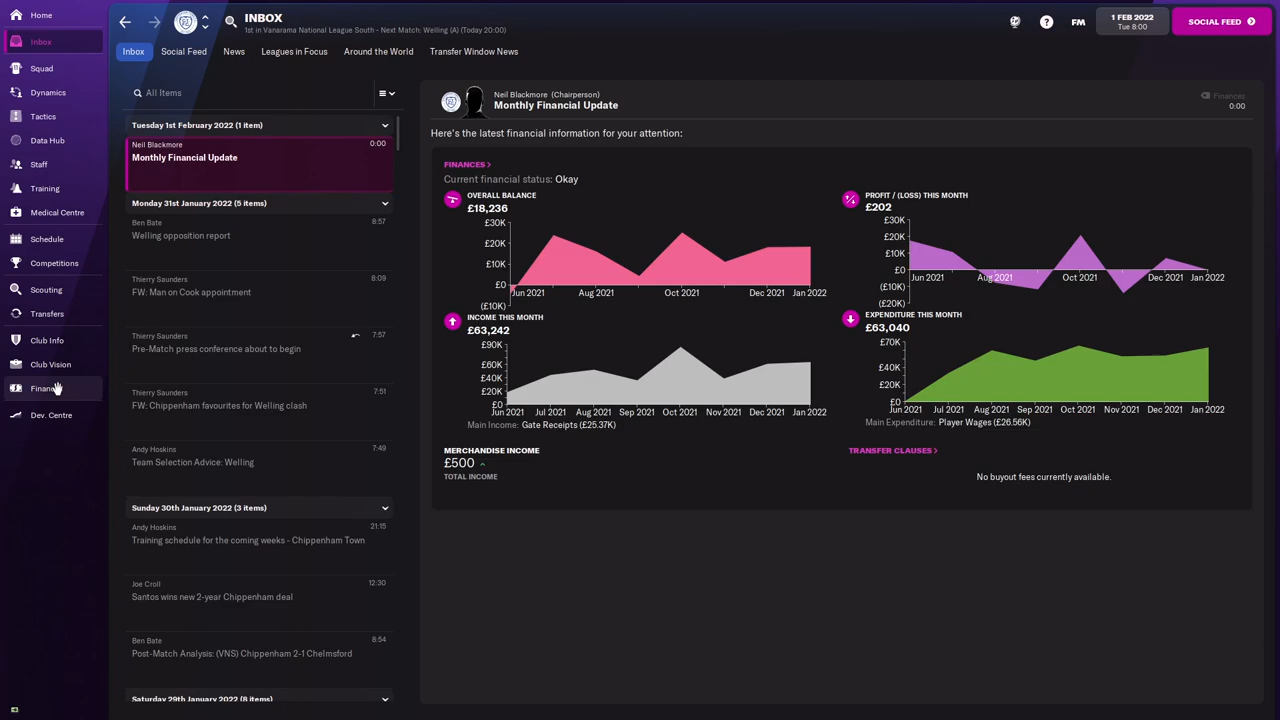 Home
Inbox
Squad
Dynamics
Tactics
Data Hub
Staff
Training
Medical Centre
Schedule
Competitions
Scouting
Transfers
Club Info
Club Vision
Dev. Centre
INBOX
1st in Vanarama National League South - Next Match: Welling (A) (Today 20:00)
FM
1 FEB 2022
Tue 8:00
SOCIAL FEED
Inbox
Social Feed
News
Leagues in Focus
Around the World
Transfer Window News
All Items
Tuesday 1st February 2022 (1 item)
Neil Blackmore 0:00
Monthly Financial Update
Monday 31st January 2022 (5 items)
Ben Bate 8:57
Welling opposition report
Thierry Saunders 8:09
FW: Man on Cook appointment
Thierry Saunders 7:57
Pre-Match press conference about to begin
Thierry Saunders 7:51
FW: Chippenham favourites for Welling clash
Andy Hoskins 7:49
Team Selection Advice: Welling
Sunday 30th January 2022 (3 items)
Andy Hoskins 21:15
Training schedule for the coming weeks - Chippenham Town
Joe Croll 12:30
Santos wins new 2-year Chippenham deal
Ben Bate 8:54
Post-Match Analysis: (VNS) Chippenham 2-1 Chelmsford
Saturday 29th January 2022 (8 items)
Neil Blackmore (Chairperson)
Monthly Financial Update
Finances
0:00
Here's the latest financial information for your attention:
FINANCES
Current financial status: Okay
OVERALL BALANCE
£18,236
£30K
£20K
£10K
£0
(£10K)
Jun 2021 Aug 2021 Oct 2021 Dec 2021 Jan 2022
PROFIT / (LOSS) THIS MONTH
£202
£30K
£20K
£10K
£0
(£10K)
(£20K)
Jun 2021 Aug 2021 Oct 2021 Dec 2021 Jan 2022
INCOME THIS MONTH
£63,242
£90K
£60K
£40K
£20K
£0
Jun 2021 Jul 2021 Aug 2021 Sep 2021 Oct 2021 Nov 2021 Dec 2021 Jan 2022
Main Income: Gate Receipts (£25.37K)
EXPENDITURE THIS MONTH
£63,040
£70K
£40K
£20K
£0
Jun 2021 Jul 2021 Aug 2021 Sep 2021 Oct 2021 Nov 2021 Dec 2021 Jan 2022
Main Expenditure: Player Wages (£26.56K)
MERCHANDISE INCOME
£500
TOTAL INCOME
TRANSFER CLAUSES
No buyout fees currently available.